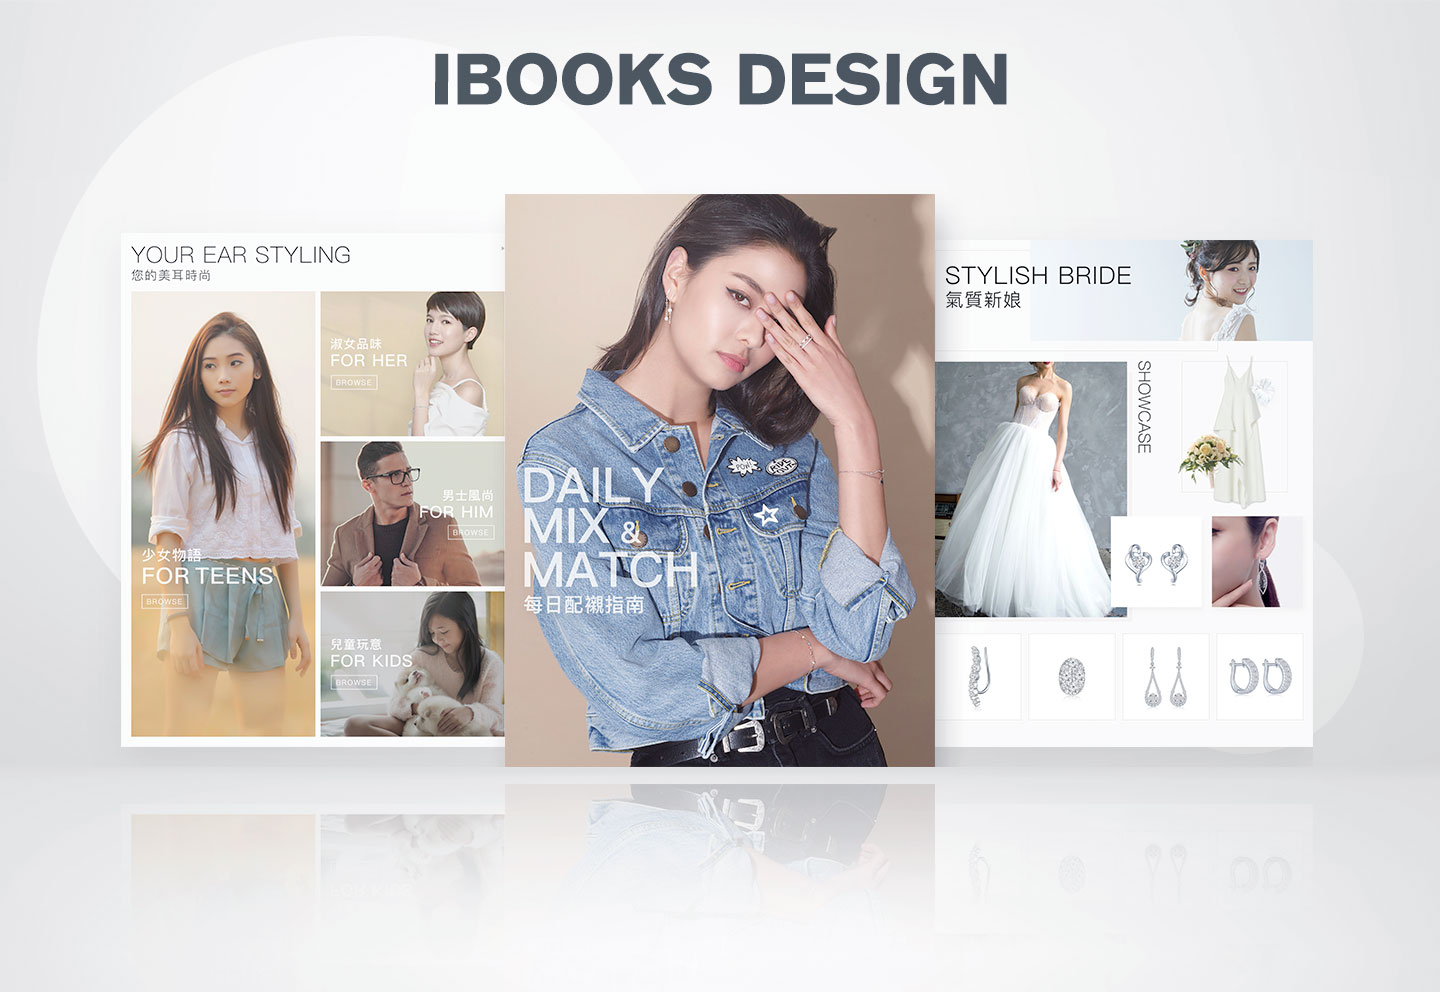 IBOOKS DESIGN
YOUR EAR STYLING
您的美耳時尚
少女物語
FOR TEENS
BROWSE
淑女品味
FOR HER
BROWSE
男士風尚
FOR HIM
BROWSE
兒童玩意
FOR KIDS
BROWSE
DAILY
MIX &
MATCH
每日配襯指南
STYLISH BRIDE
氣質新娘
SHOWCASE